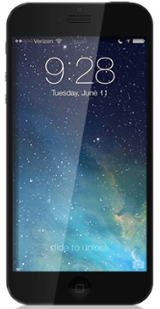 Verizon
9:28
Tuesday, June 11
slide to unlock